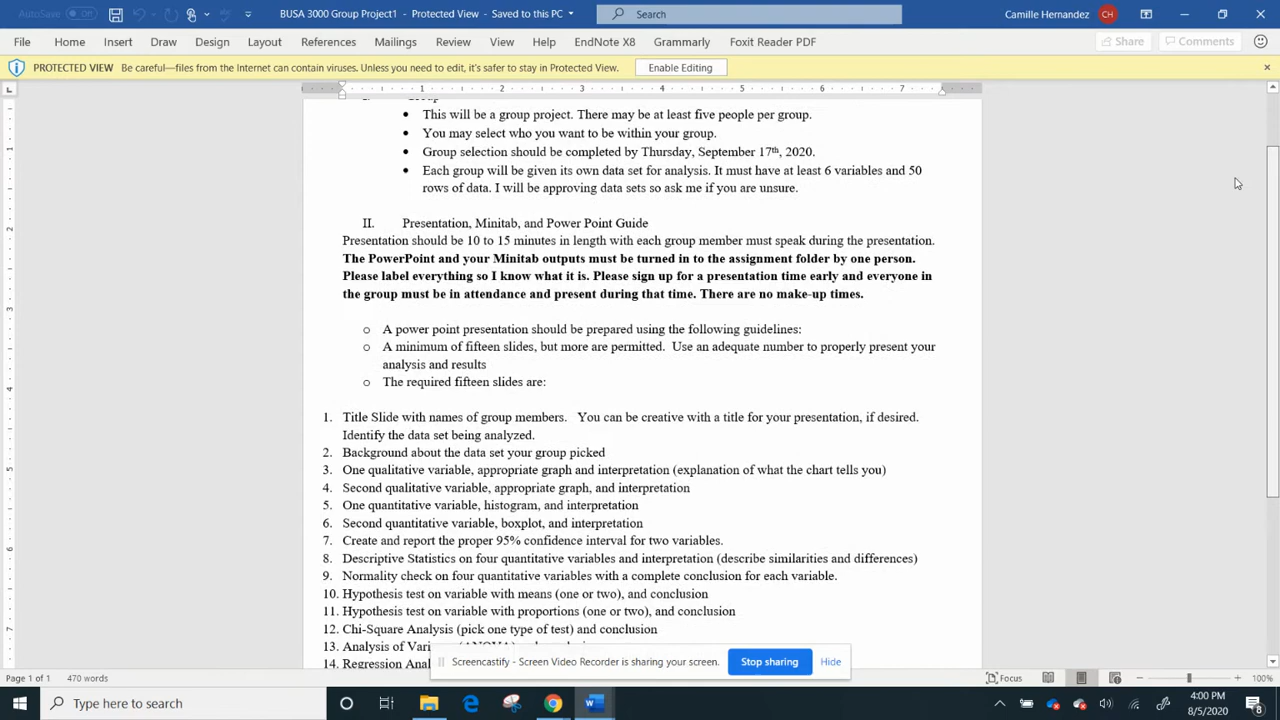 AutoSave Off
BUSA 3000 Group Project1 - Protected View - Saved to this PC
Search
Camille Hernandez CH
File Home Insert Draw Design Layout References Mailings Review View Help EndNote X8 Grammarly Foxit Reader PDF Share Comments
PROTECTED VIEW Be careful—files from the Internet can contain viruses. Unless you need to edit, it's safer to stay in Protected View. Enable Editing
1 2 3 4 5 6 7
I. Group
• This will be a group project. There may be at least five people per group.
• You may select who you want to be within your group.
• Group selection should be completed by Thursday, September 17th, 2020.
• Each group will be given its own data set for analysis. It must have at least 6 variables and 50
rows of data. I will be approving data sets so ask me if you are unsure.
II. Presentation, Minitab, and Power Point Guide
Presentation should be 10 to 15 minutes in length with each group member must speak during the presentation.
The PowerPoint and your Minitab outputs must be turned in to the assignment folder by one person.
Please label everything so I know what it is. Please sign up for a presentation time early and everyone in
the group must be in attendance and present during that time. There are no make-up times.
o A power point presentation should be prepared using the following guidelines:
o A minimum of fifteen slides, but more are permitted. Use an adequate number to properly present your
analysis and results
o The required fifteen slides are:
1. Title Slide with names of group members. You can be creative with a title for your presentation, if desired.
Identify the data set being analyzed.
2. Background about the data set your group picked
3. One qualitative variable, appropriate graph and interpretation (explanation of what the chart tells you)
4. Second qualitative variable, appropriate graph, and interpretation
5. One quantitative variable, histogram, and interpretation
6. Second quantitative variable, boxplot, and interpretation
7. Create and report the proper 95% confidence interval for two variables.
8. Descriptive Statistics on four quantitative variables and interpretation (describe similarities and differences)
9. Normality check on four quantitative variables with a complete conclusion for each variable.
10. Hypothesis test on variable with means (one or two), and conclusion
11. Hypothesis test on variable with proportions (one or two), and conclusion
12. Chi-Square Analysis (pick one type of test) and conclusion
13. Analysis of Vari
14. Regression Anal
Screencastify - Screen Video Recorder is sharing your screen. Stop sharing Hide
Page 1 of 1 470 words Focus 100%
Type here to search
4:00 PM
8/5/2020
8